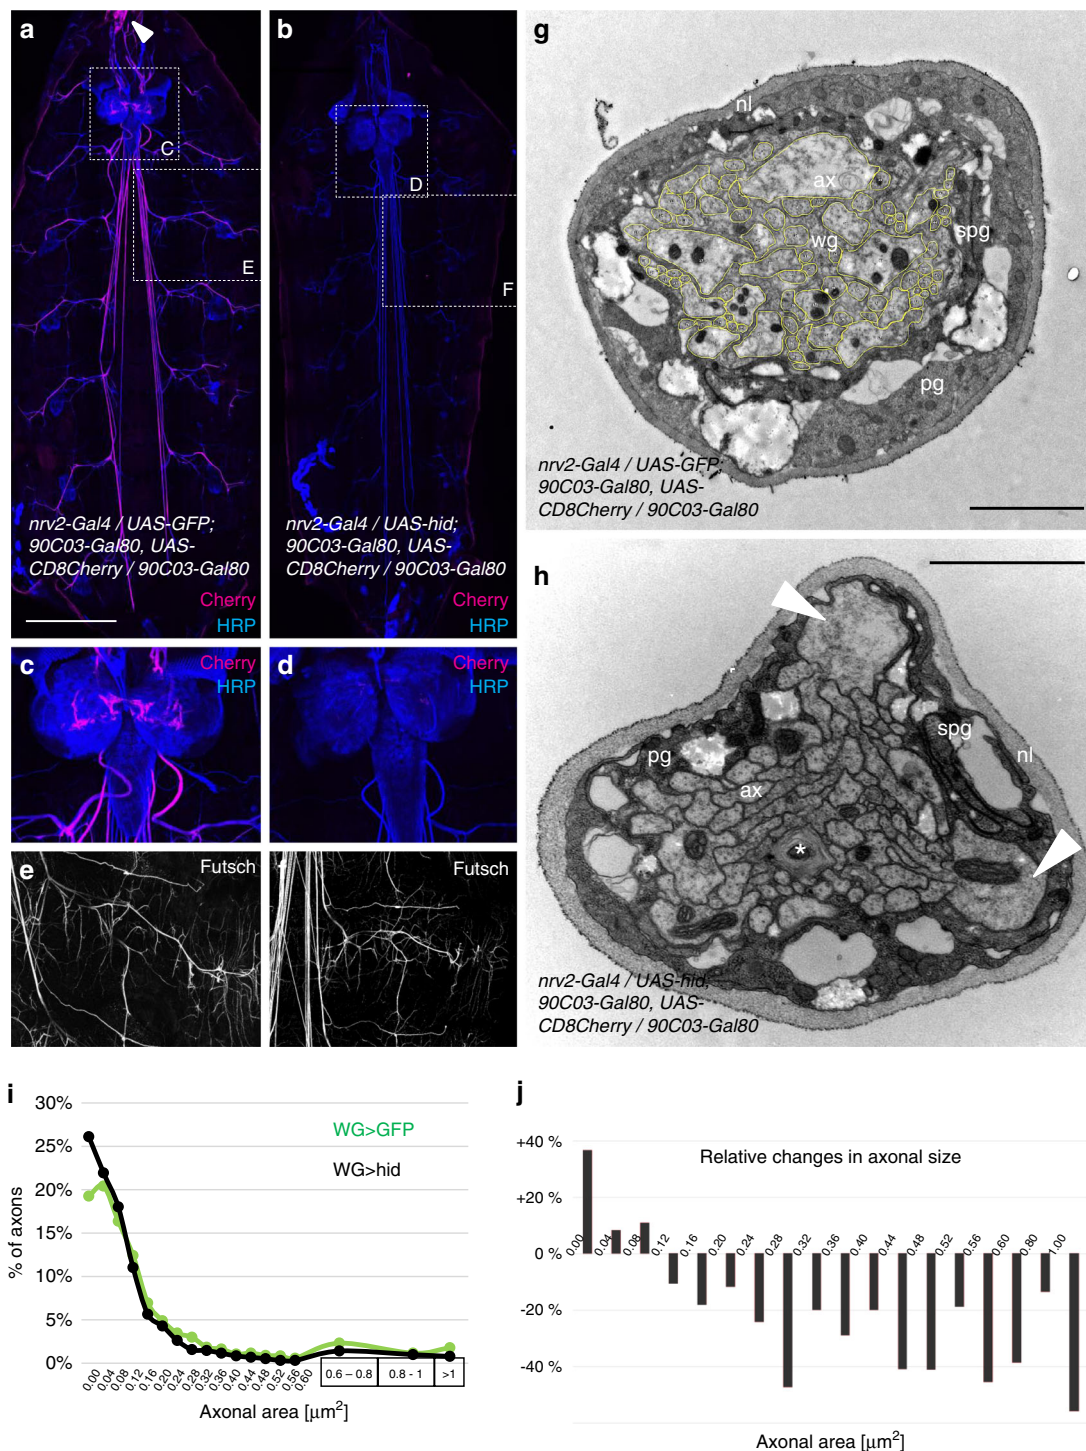 a
C
E
nrv2-Gal4 / UAS-GFP;
90C03-Gal80, UAS-
CD8Cherry / 90C03-Gal80
Cherry
HRP
b
D
F
nrv2-Gal4 / UAS-hid;
90C03-Gal80, UAS-
CD8Cherry / 90C03-Gal80
Cherry
HRP
c
Cherry
HRP
d
Cherry
HRP
e
Futsch
Futsch
g
nl
ax
wg
spg
pg
nrv2-Gal4 / UAS-GFP;
90C03-Gal80, UAS-
CD8Cherry / 90C03-Gal80
h
pg
spg
nl
ax
*
nrv2-Gal4 / UAS-hid;
90C03-Gal80, UAS-
CD8Cherry / 90C03-Gal80
i
30%
25%
20%
15%
10%
5%
0%
% of axons
WG>GFP
WG>hid
0.00 0.04 0.08 0.12 0.16 0.20 0.24 0.28 0.32 0.36 0.40 0.44 0.48 0.52 0.56 0.60
0.6 – 0.8
0.8 - 1
>1
Axonal area [μm²]
j
Relative changes in axonal size
+40 %
+20 %
0 %
-20 %
-40 %
0.00 0.04 0.08 0.12 0.16 0.20 0.24 0.28 0.32 0.36 0.40 0.44 0.48 0.52 0.56 0.60 0.80 1.00
Axonal area [μm²]